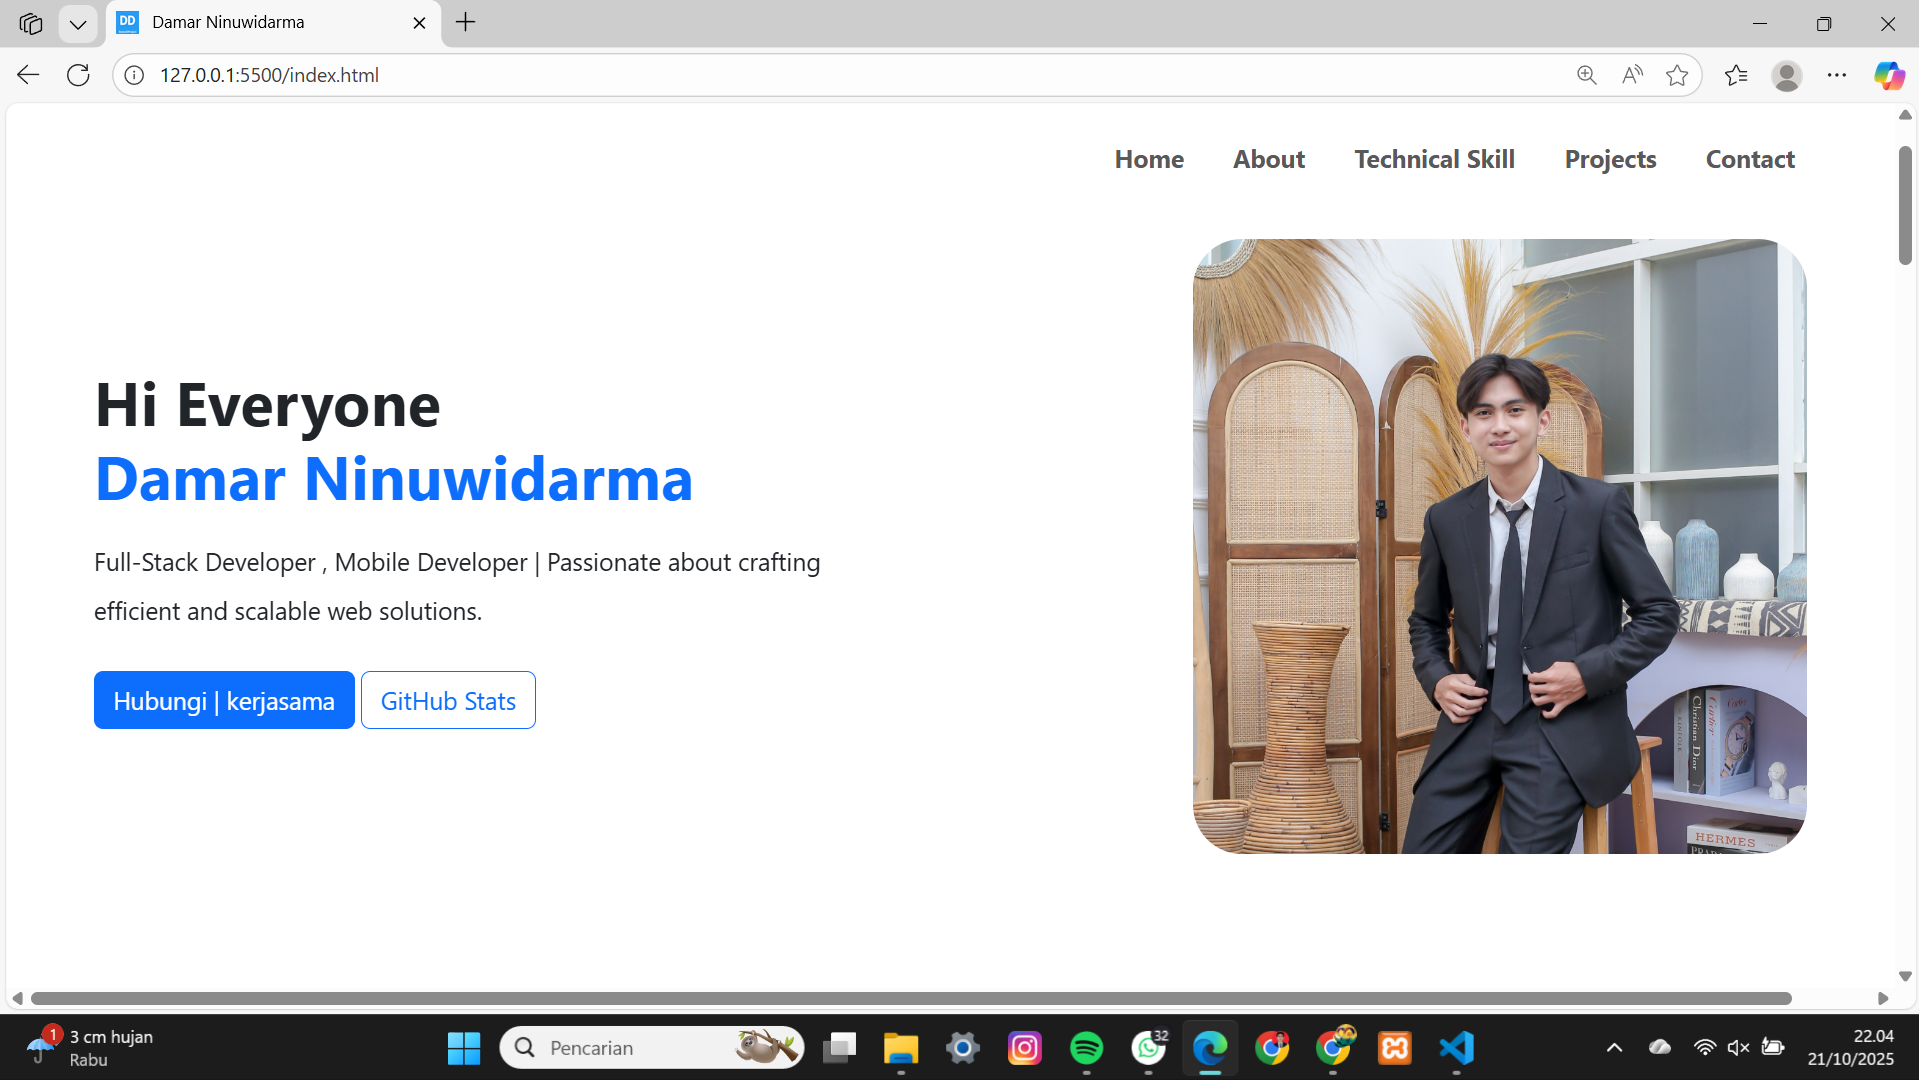 DD
Damar Ninuwidarma
127.0.0.1:5500/index.html
Home
About
Technical Skill
Projects
Contact
Hi Everyone
Damar Ninuwidarma
Full-Stack Developer , Mobile Developer | Passionate about crafting
efficient and scalable web solutions.
Hubungi | kerjasama
GitHub Stats
Christian Dior
Cartier
HERMES
1
3 cm hujan
Rabu
Pencarian
32
22.04
21/10/2025